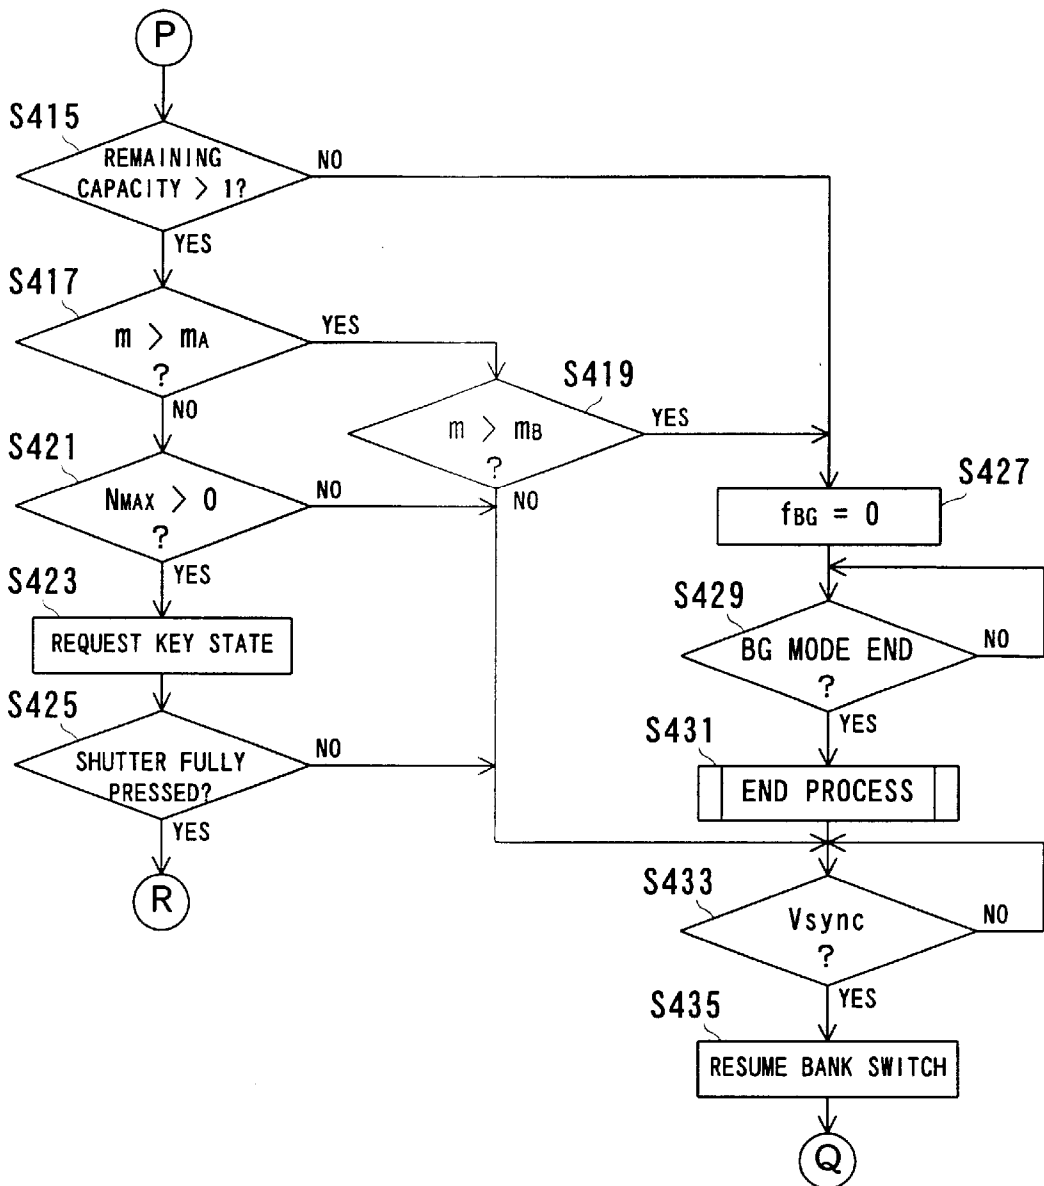 P
S415
REMAINING
CAPACITY > 1?
NO
YES
S417
m > mA
?
YES
NO
S419
m > mB
?
YES
NO
S421
NMAX > 0
?
NO
YES
S423
REQUEST KEY STATE
S425
SHUTTER FULLY
PRESSED?
NO
YES
R
S427
fBG = 0
S429
BG MODE END
?
NO
YES
S431
END PROCESS
S433
Vsync
?
NO
YES
S435
RESUME BANK SWITCH
Q